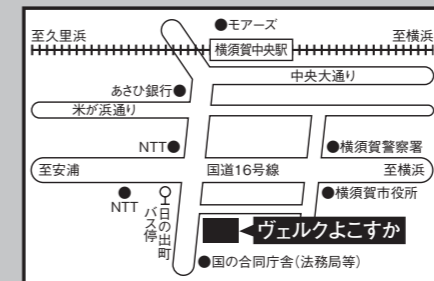 ●モアーズ
至久里浜
至横浜
横須賀中央駅
中央大通り
あさひ銀行●
米が浜通り
NTT●
●横須賀警察署
至安浦
国道16号線
至横浜
●
NTT
日の出町
バス停
●横須賀市役所
ヴェルクよこすか
●国の合同庁舎(法務局等)